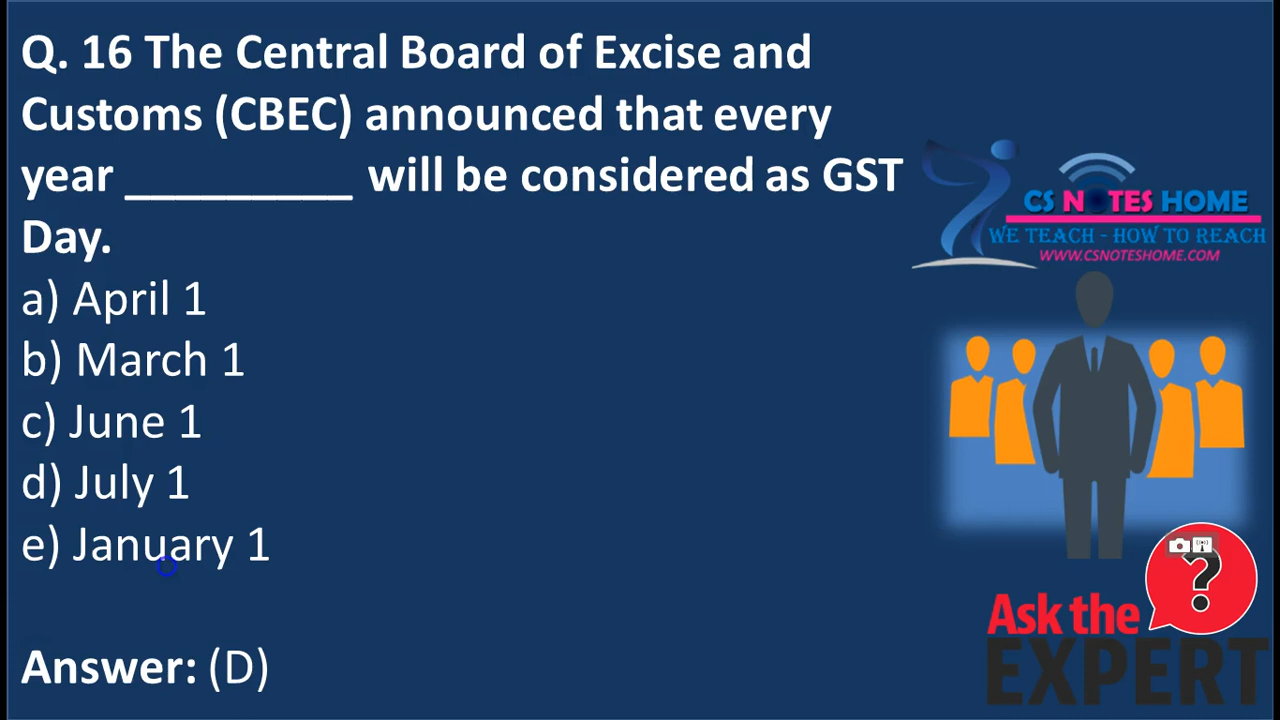 Q. 16 The Central Board of Excise and
Customs (CBEC) announced that every
year _________ will be considered as GST
Day.
a) April 1
b) March 1
c) June 1
d) July 1
e) January 1
Answer: (D)
CS NOTES HOME
WE TEACH - HOW TO REACH
WWW.CSNOTESHOME.COM
?
Ask the
EXPERT